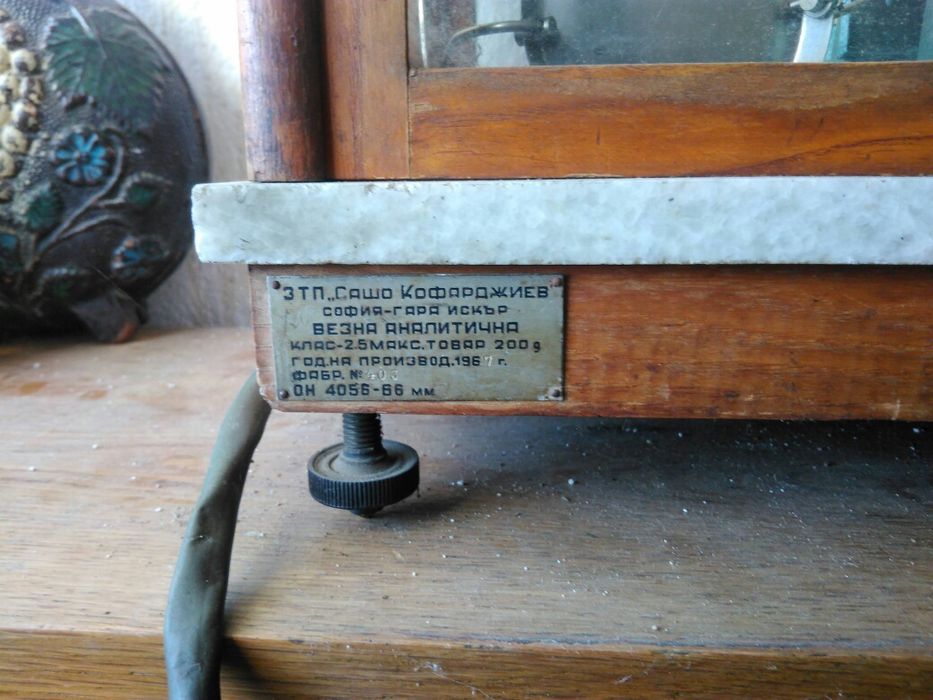 ЗТП „Сашо Кофарджиев
СОФИЯ-ГАРА ИСКЪР
ВЕЗНА АНАЛИТИЧНА
КЛАС-2.5 МАКС. ТОВАР 200 g
ГОД. НА ПРОИЗВОД. 1967 г.
ФАБР. №
ОН 4056-66 мм